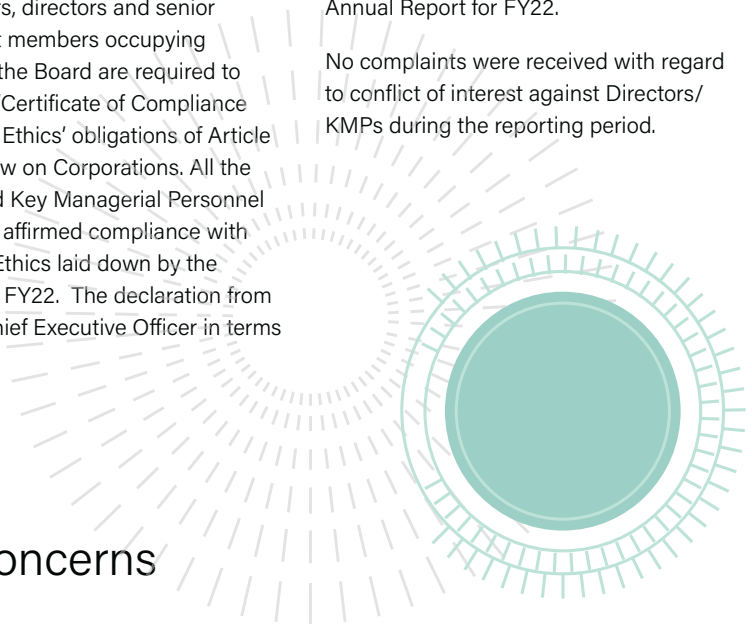 s, directors and senior
t members occupying
the Board are required to
‘Certificate of Compliance
Ethics’ obligations of Article
w on Corporations. All the
d Key Managerial Personnel
affirmed compliance with
Ethics laid down by the
FY22. The declaration from
hief Executive Officer in terms
oncerns
Annual Report for FY22.
No complaints were received with regard
to conflict of interest against Directors/
KMPs during the reporting period.